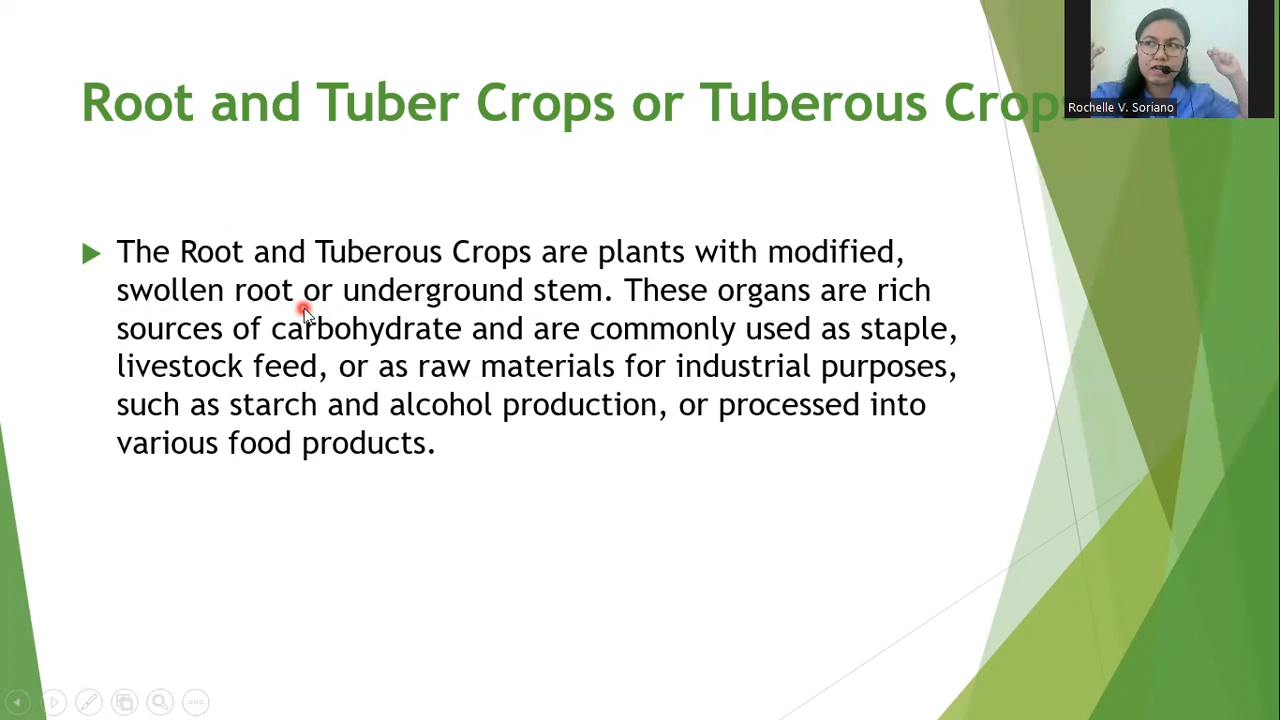 Root and Tuber Crops or Tuberous Crops
Rochelle V. Soriano
The Root and Tuberous Crops are plants with modified,
swollen root or underground stem. These organs are rich
sources of carbohydrate and are commonly used as staple,
livestock feed, or as raw materials for industrial purposes,
such as starch and alcohol production, or processed into
various food products.